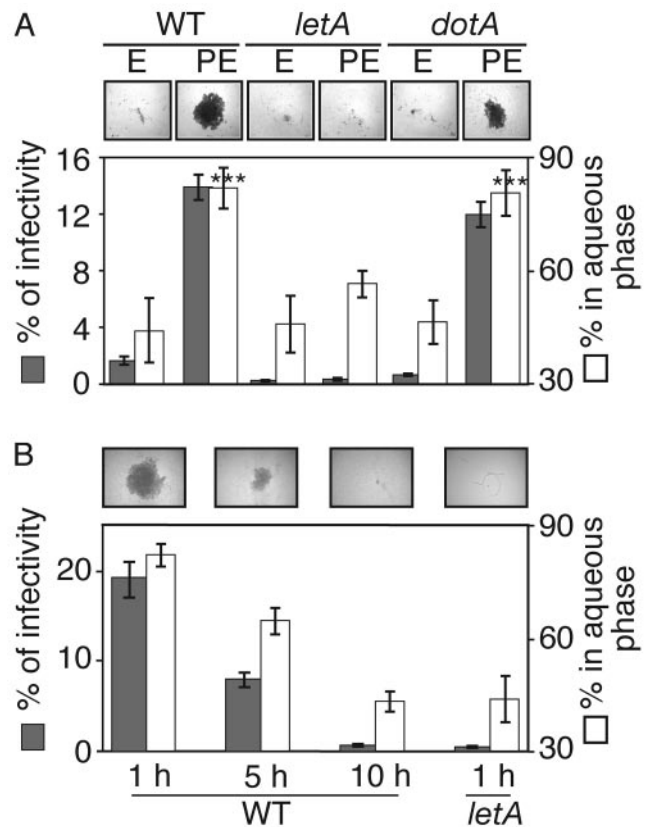 A
WT letA dotA
E PE E PE E PE
% of infectivity
16
12
8
4
0
*** ***
90
60
30
% in aqueous phase
B
% of infectivity
20
10
0
90
60
30
% in aqueous phase
1 h 5 h 10 h 1 h
WT letA